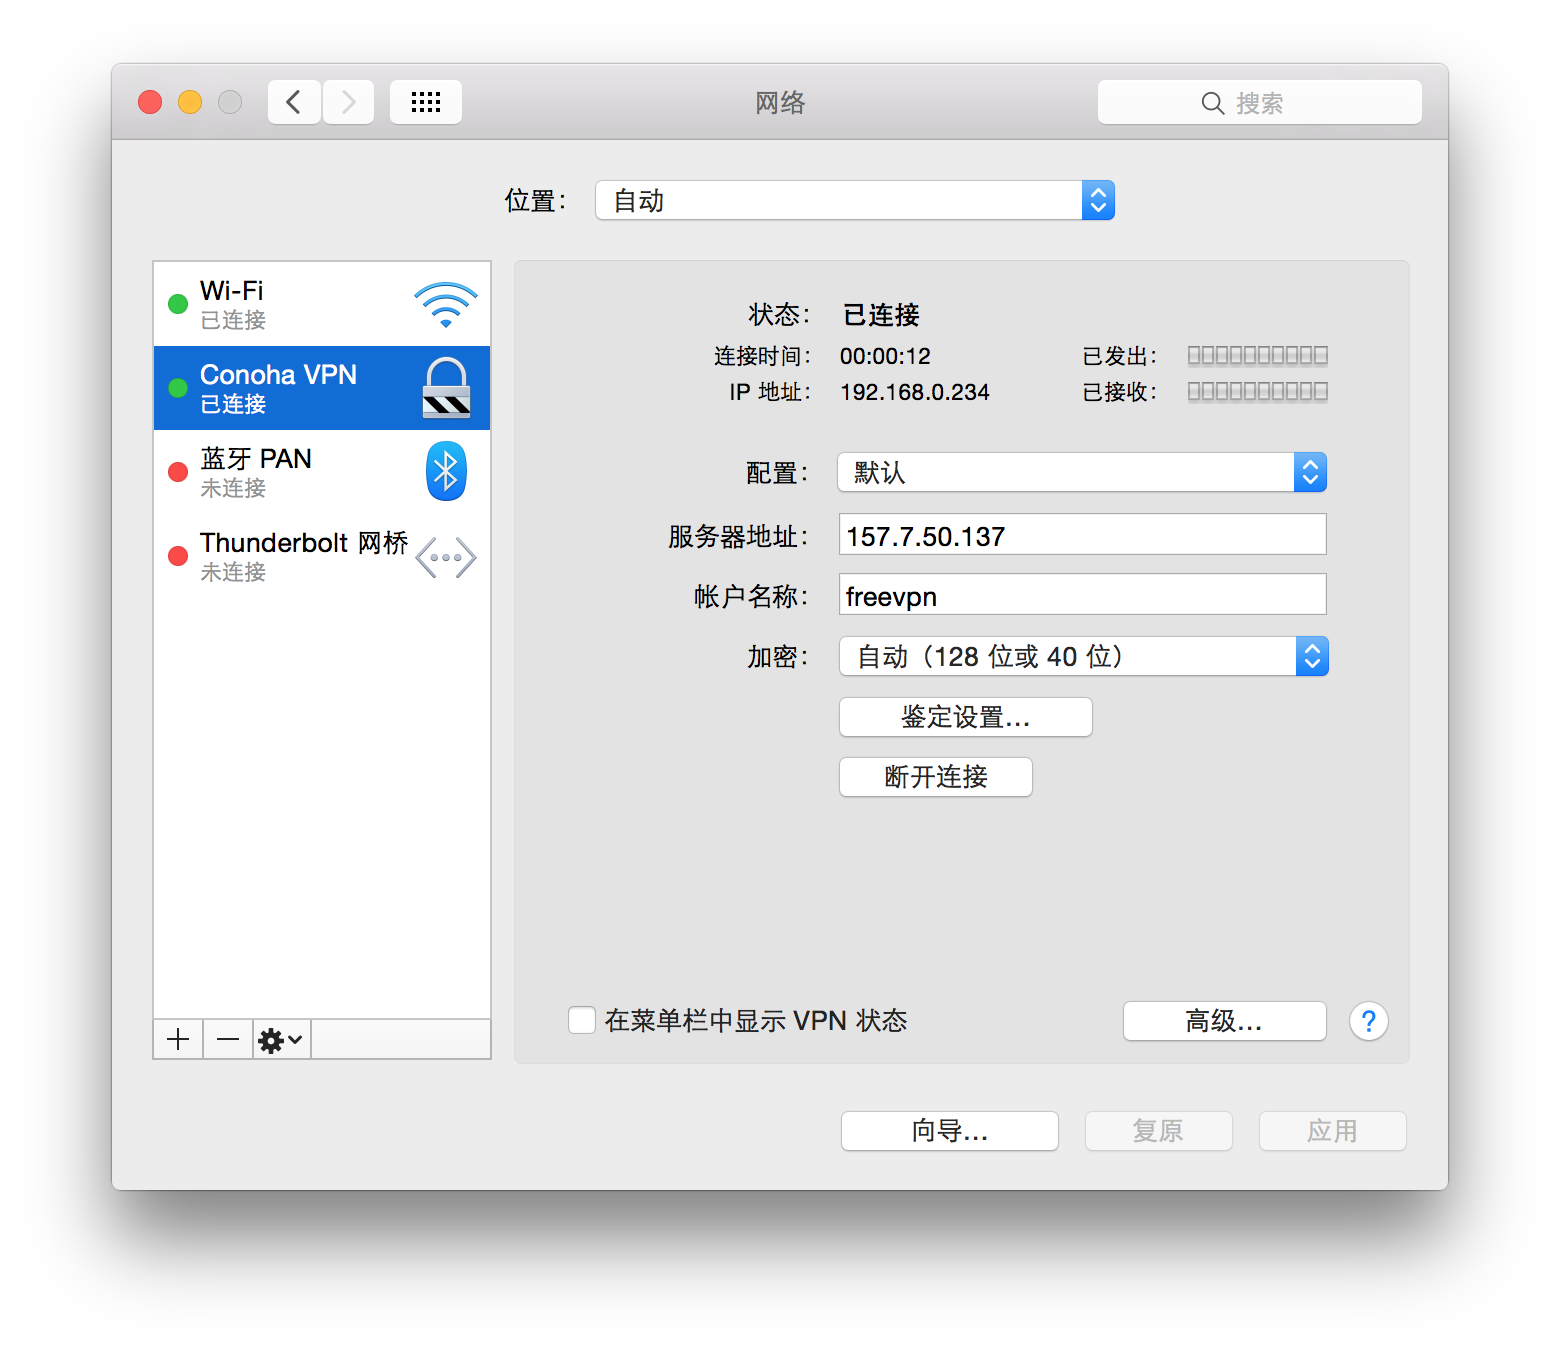 网络
搜索
位置：
自动
Wi-Fi
已连接
Conoha VPN
已连接
蓝牙 PAN
未连接
Thunderbolt 网桥
未连接
状态： 已连接
连接时间： 00:00:12 已发出：
IP 地址： 192.168.0.234 已接收：
配置： 默认
服务器地址： 157.7.50.137
帐户名称： freevpn
加密： 自动（128 位或 40 位）
鉴定设置...
断开连接
在菜单栏中显示 VPN 状态
高级...
?
向导...
复原
应用